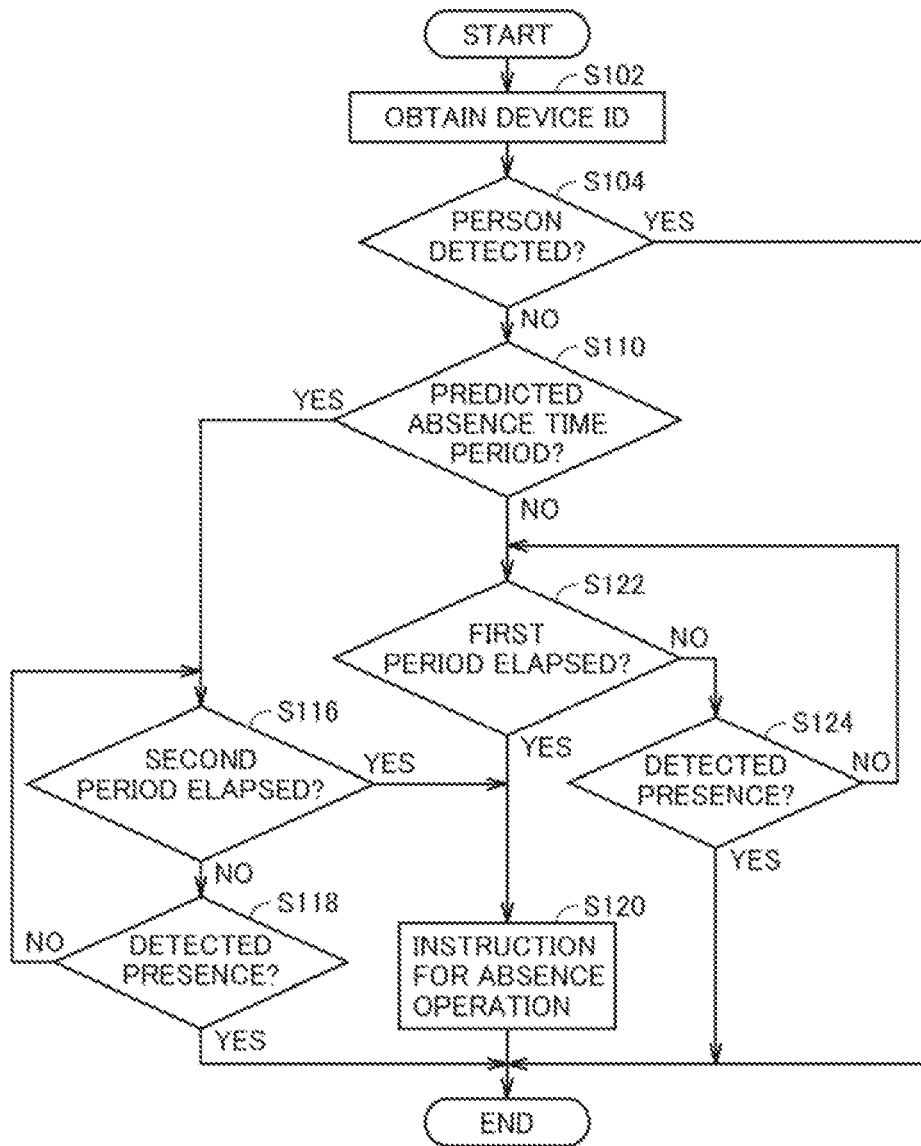 START
S102
OBTAIN DEVICE ID
S104
PERSON
DETECTED?
YES
NO
S110
PREDICTED
ABSENCE TIME
PERIOD?
YES
NO
S122
FIRST
PERIOD ELAPSED?
NO
YES
S116
SECOND
PERIOD ELAPSED?
YES
NO
S124
DETECTED
PRESENCE?
NO
YES
S118
DETECTED
PRESENCE?
NO
YES
S120
INSTRUCTION
FOR ABSENCE
OPERATION
END